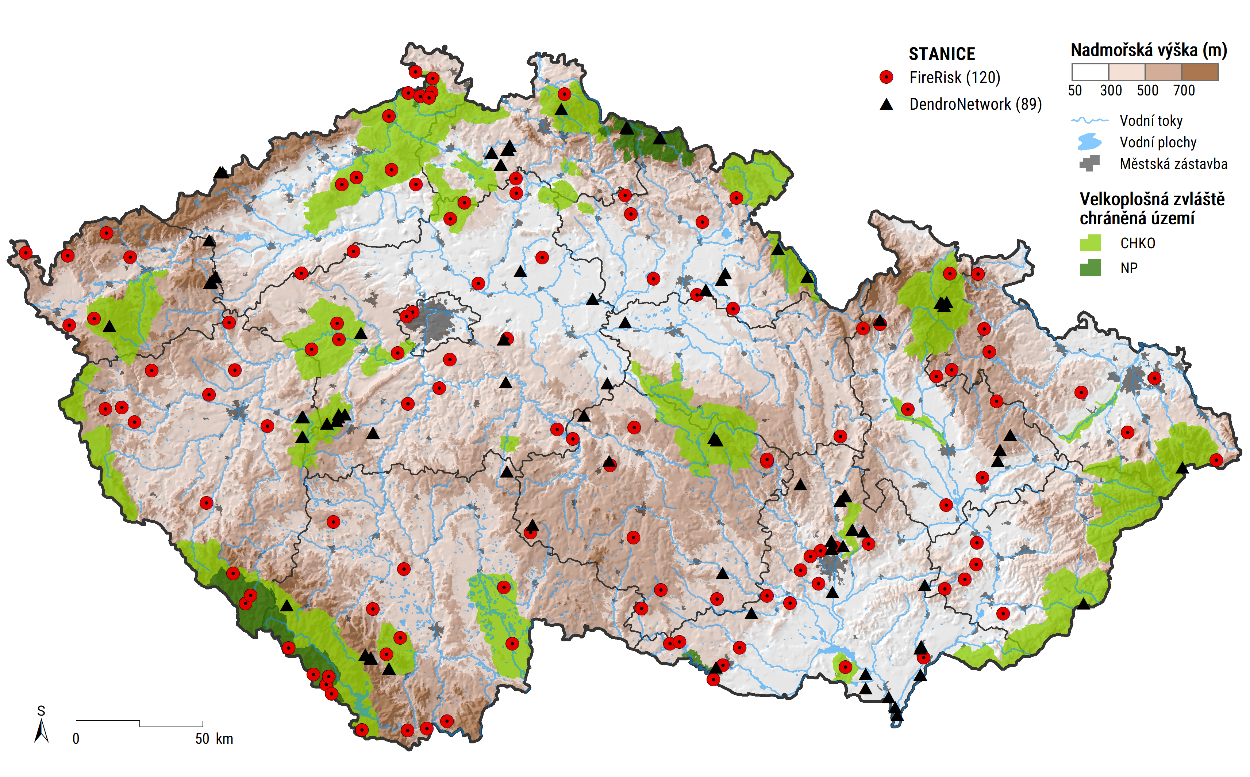 STANICE
FireRisk (120)
DendroNetwork (89)
Nadmořská výška (m)
50 300 500 700
Vodní toky
Vodní plochy
Městská zástavba
Velkoplošná zvláště
chráněná území
CHKO
NP
S
0 50 km